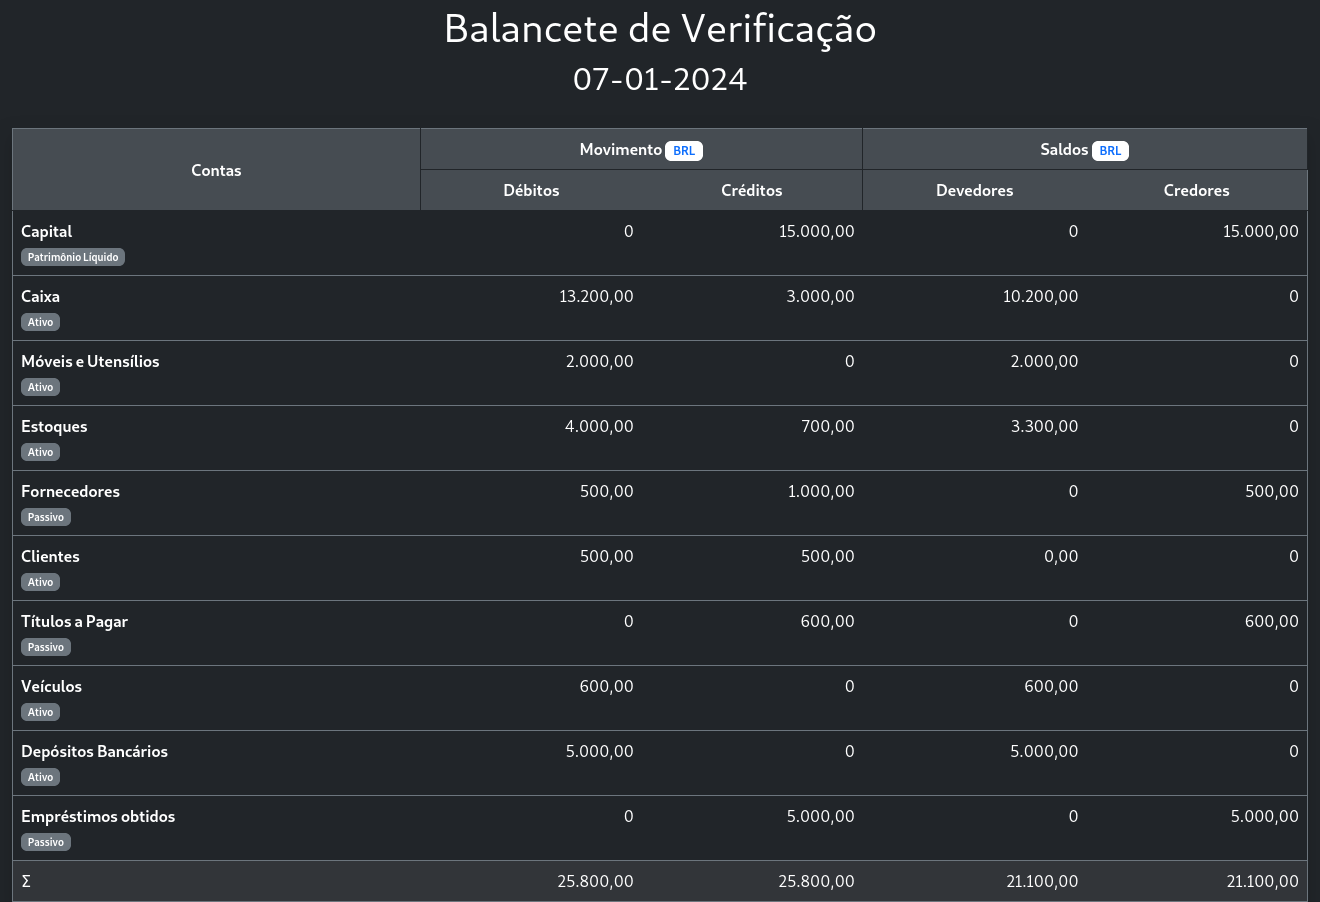 Balancete de Verificação
07-01-2024
Contas Movimento BRL Saldos BRL
Débitos Créditos Devedores Credores
Capital 0 15.000,00 0 15.000,00
Patrimônio Líquido
Caixa 13.200,00 3.000,00 10.200,00 0
Ativo
Móveis e Utensílios 2.000,00 0 2.000,00 0
Ativo
Estoques 4.000,00 700,00 3.300,00 0
Ativo
Fornecedores 500,00 1.000,00 0 500,00
Passivo
Clientes 500,00 500,00 0,00 0
Ativo
Títulos a Pagar 0 600,00 0 600,00
Passivo
Veículos 600,00 0 600,00 0
Ativo
Depósitos Bancários 5.000,00 0 5.000,00 0
Ativo
Empréstimos obtidos 0 5.000,00 0 5.000,00
Passivo
Σ 25.800,00 25.800,00 21.100,00 21.100,00